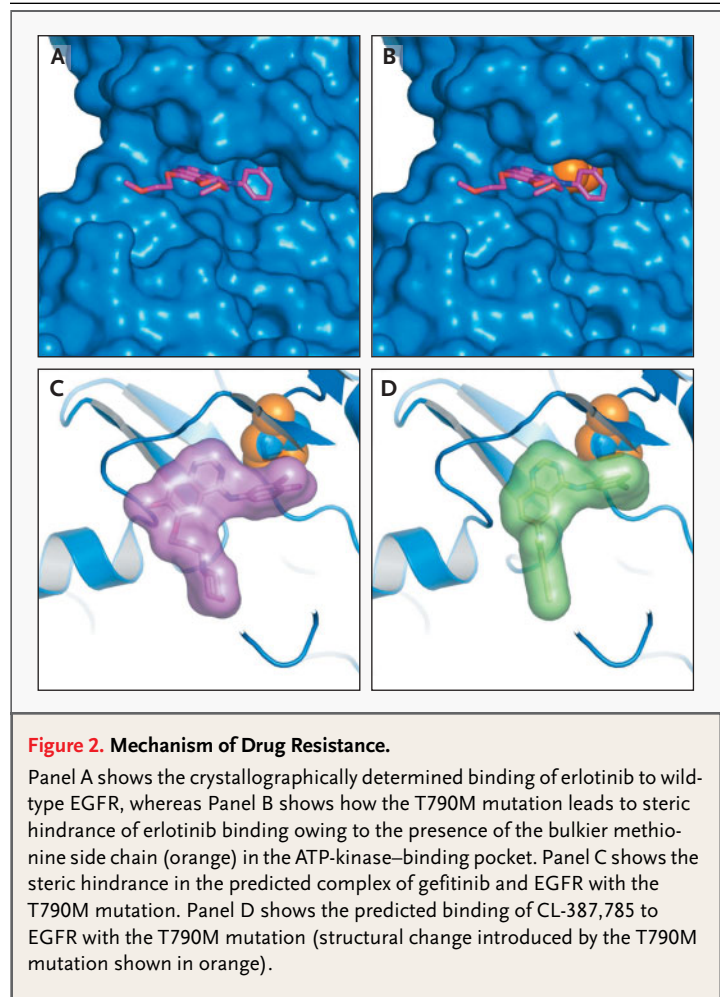 A
B
C
D
Figure 2. Mechanism of Drug Resistance.
Panel A shows the crystallographically determined binding of erlotinib to wild-
type EGFR, whereas Panel B shows how the T790M mutation leads to steric
hindrance of erlotinib binding owing to the presence of the bulkier methio-
nine side chain (orange) in the ATP-kinase–binding pocket. Panel C shows the
steric hindrance in the predicted complex of gefitinib and EGFR with the
T790M mutation. Panel D shows the predicted binding of CL-387,785 to
EGFR with the T790M mutation (structural change introduced by the T790M
mutation shown in orange).